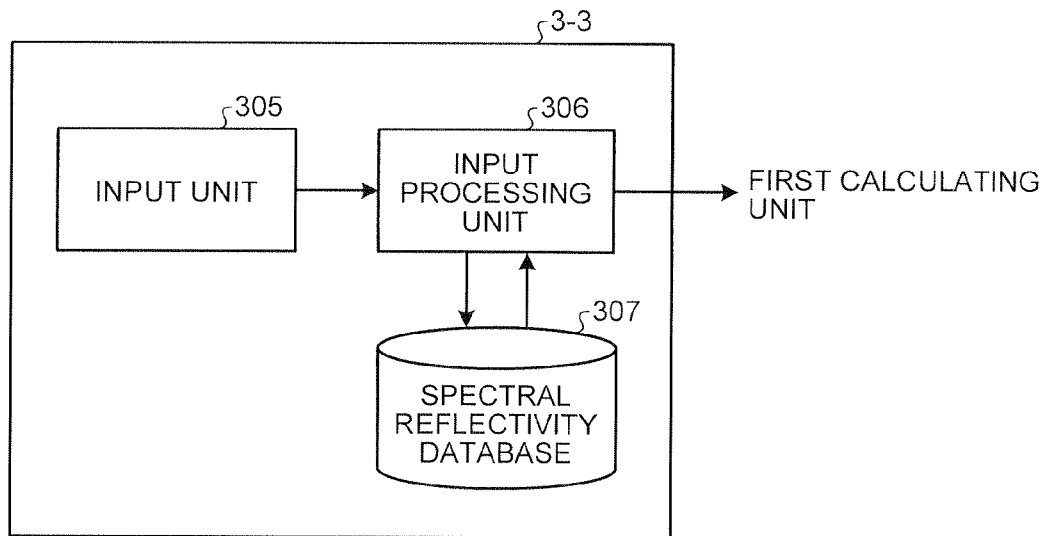 3-3
305
306
INPUT UNIT
INPUT
PROCESSING
UNIT
FIRST CALCULATING
UNIT
307
SPECTRAL
REFLECTIVITY
DATABASE